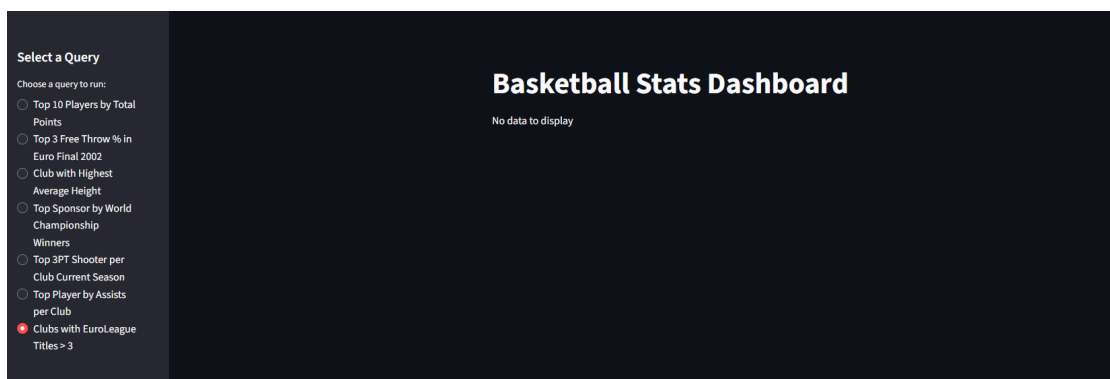 Select a Query
Choose a query to run:
Top 10 Players by Total
Points
Top 3 Free Throw % in
Euro Final 2002
Club with Highest
Average Height
Top Sponsor by World
Championship
Winners
Top 3PT Shooter per
Club Current Season
Top Player by Assists
per Club
Clubs with EuroLeague
Titles > 3
Basketball Stats Dashboard
No data to display